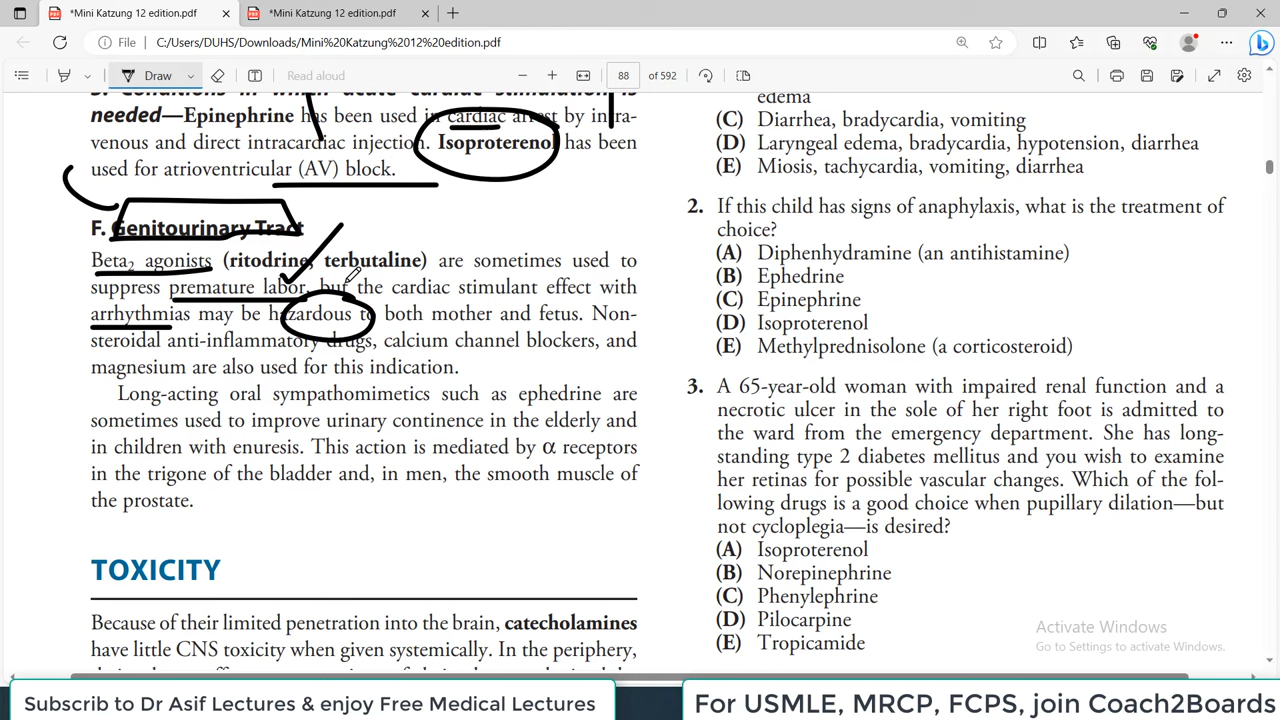 *Mini Katzung 12 edition.pdf
*Mini Katzung 12 edition.pdf
File
C:/Users/DUHS/Downloads/Mini%20Katzung%2012%20edition.pdf
Draw
Read aloud
88 of 592
3. Conditions in which acute cardiac stimulation is
needed—Epinephrine has been used in cardiac arrest by intra-
venous and direct intracardiac injection. Isoproterenol has been
used for atrioventricular (AV) block.
F. Genitourinary Tract
Beta2 agonists (ritodrine, terbutaline) are sometimes used to
suppress premature labor, but the cardiac stimulant effect with
arrhythmias may be hazardous to both mother and fetus. Non-
steroidal anti-inflammatory drugs, calcium channel blockers, and
magnesium are also used for this indication.
Long-acting oral sympathomimetics such as ephedrine are
sometimes used to improve urinary continence in the elderly and
in children with enuresis. This action is mediated by α receptors
in the trigone of the bladder and, in men, the smooth muscle of
the prostate.
TOXICITY
Because of their limited penetration into the brain, catecholamines
have little CNS toxicity when given systemically. In the periphery,
edema
(C) Diarrhea, bradycardia, vomiting
(D) Laryngeal edema, bradycardia, hypotension, diarrhea
(E) Miosis, tachycardia, vomiting, diarrhea
2. If this child has signs of anaphylaxis, what is the treatment of
choice?
(A) Diphenhydramine (an antihistamine)
(B) Ephedrine
(C) Epinephrine
(D) Isoproterenol
(E) Methylprednisolone (a corticosteroid)
3. A 65-year-old woman with impaired renal function and a
necrotic ulcer in the sole of her right foot is admitted to
the ward from the emergency department. She has long-
standing type 2 diabetes mellitus and you wish to examine
her retinas for possible vascular changes. Which of the fol-
lowing drugs is a good choice when pupillary dilation—but
not cycloplegia—is desired?
(A) Isoproterenol
(B) Norepinephrine
(C) Phenylephrine
(D) Pilocarpine
(E) Tropicamide
Activate Windows
Go to Settings to activate Windows.
Subscrib to Dr Asif Lectures & enjoy Free Medical Lectures
For USMLE, MRCP, FCPS, join Coach2Boards